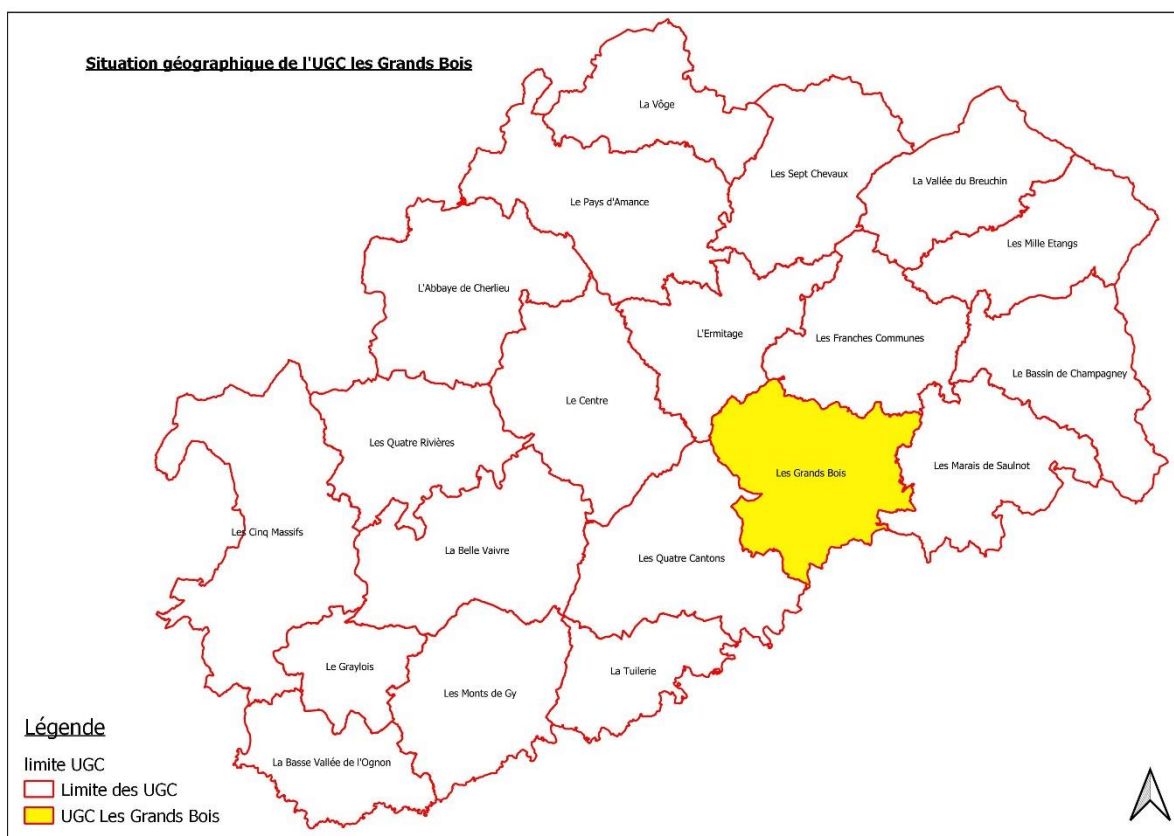 Situation géographique de l'UGC les Grands Bois
La Vôge
Les Sept Chevaux
La Vallée du Breuchin
Le Pays d'Amance
Les Mille Etangs
L'Abbaye de Cherlieu
L'Ermitage
Les Franches Communes
Le Bassin de Champagney
Le Centre
Les Quatre Rivières
Les Grands Bois
Les Marais de Saulnot
Les Cinq Massifs
La Belle Vaivre
Les Quatre Cantons
Le Graylois
La Tuilerie
Les Monts de Gy
La Basse Vallée de l'Ognon
Légende
limite UGC
Limite des UGC
UGC Les Grands Bois